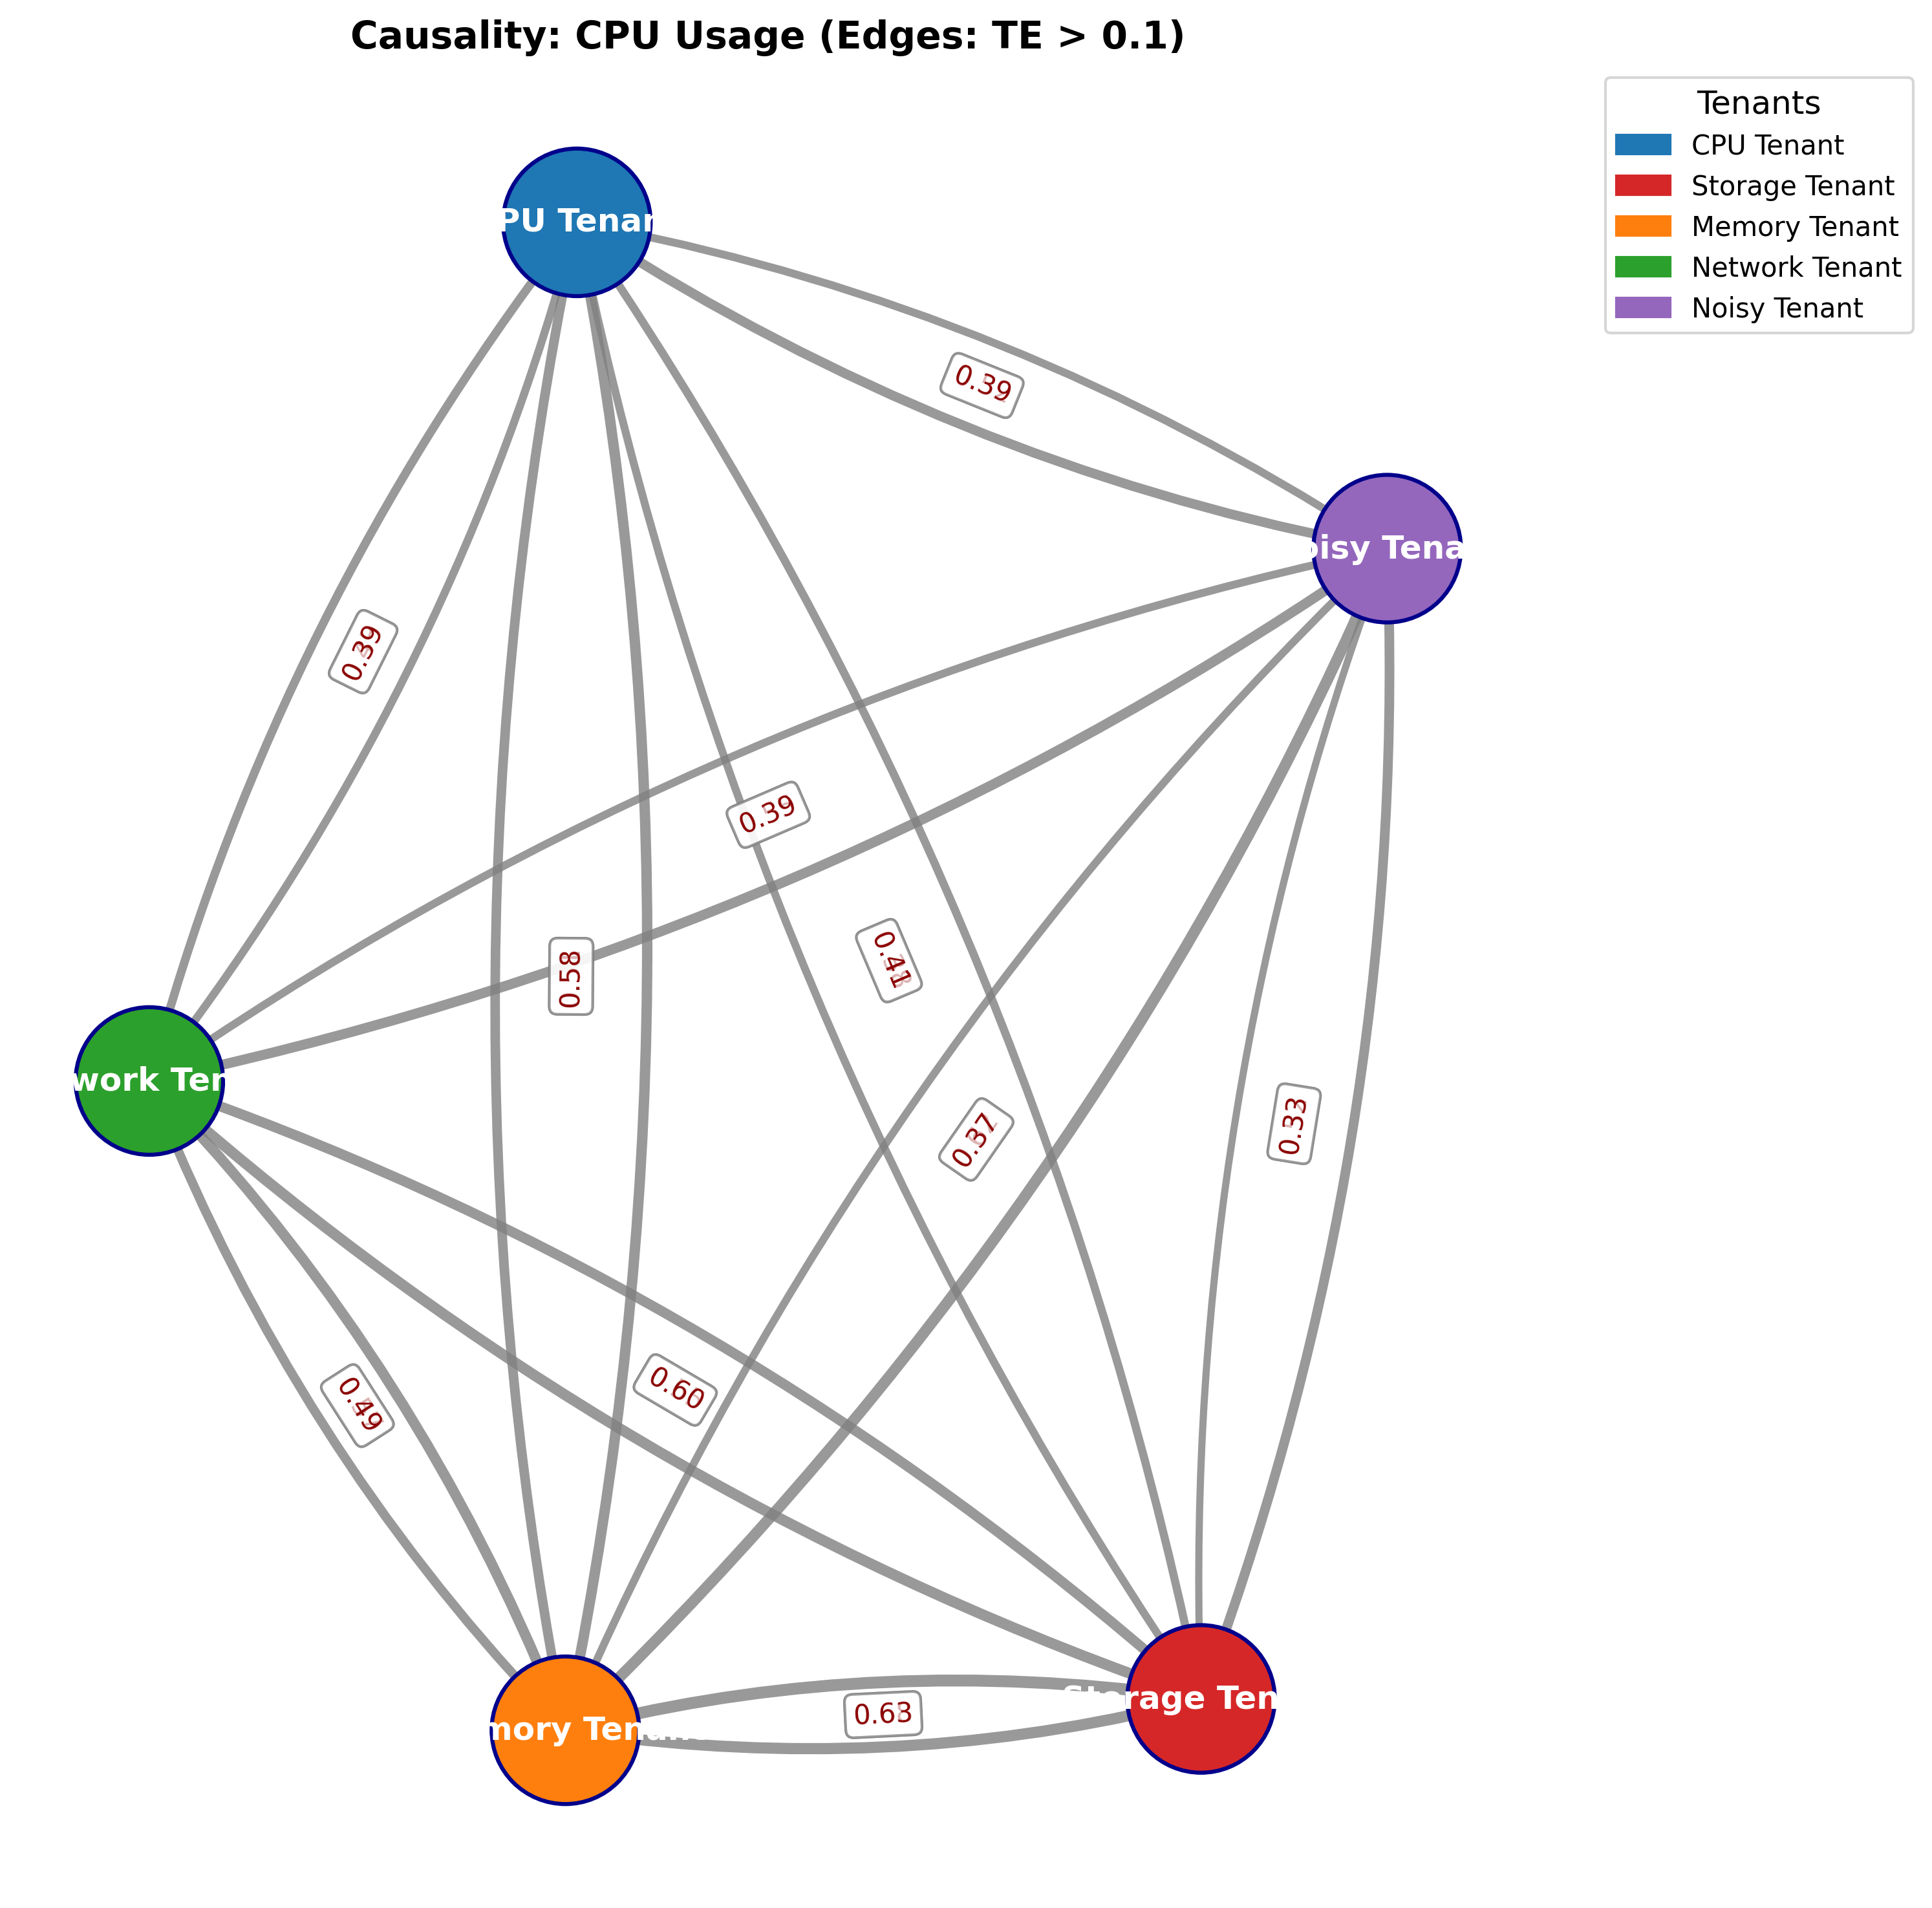 Causality: CPU Usage (Edges: TE > 0.1)
Tenants
CPU Tenant
Storage Tenant
Memory Tenant
Network Tenant
Noisy Tenant
PU Tenan
0.39
oisy Tena
0.39
0.39
0.41
0.58
work Ten
0.37
0.33
0.60
0.49
Storage Ten
0.63
mory Tenant